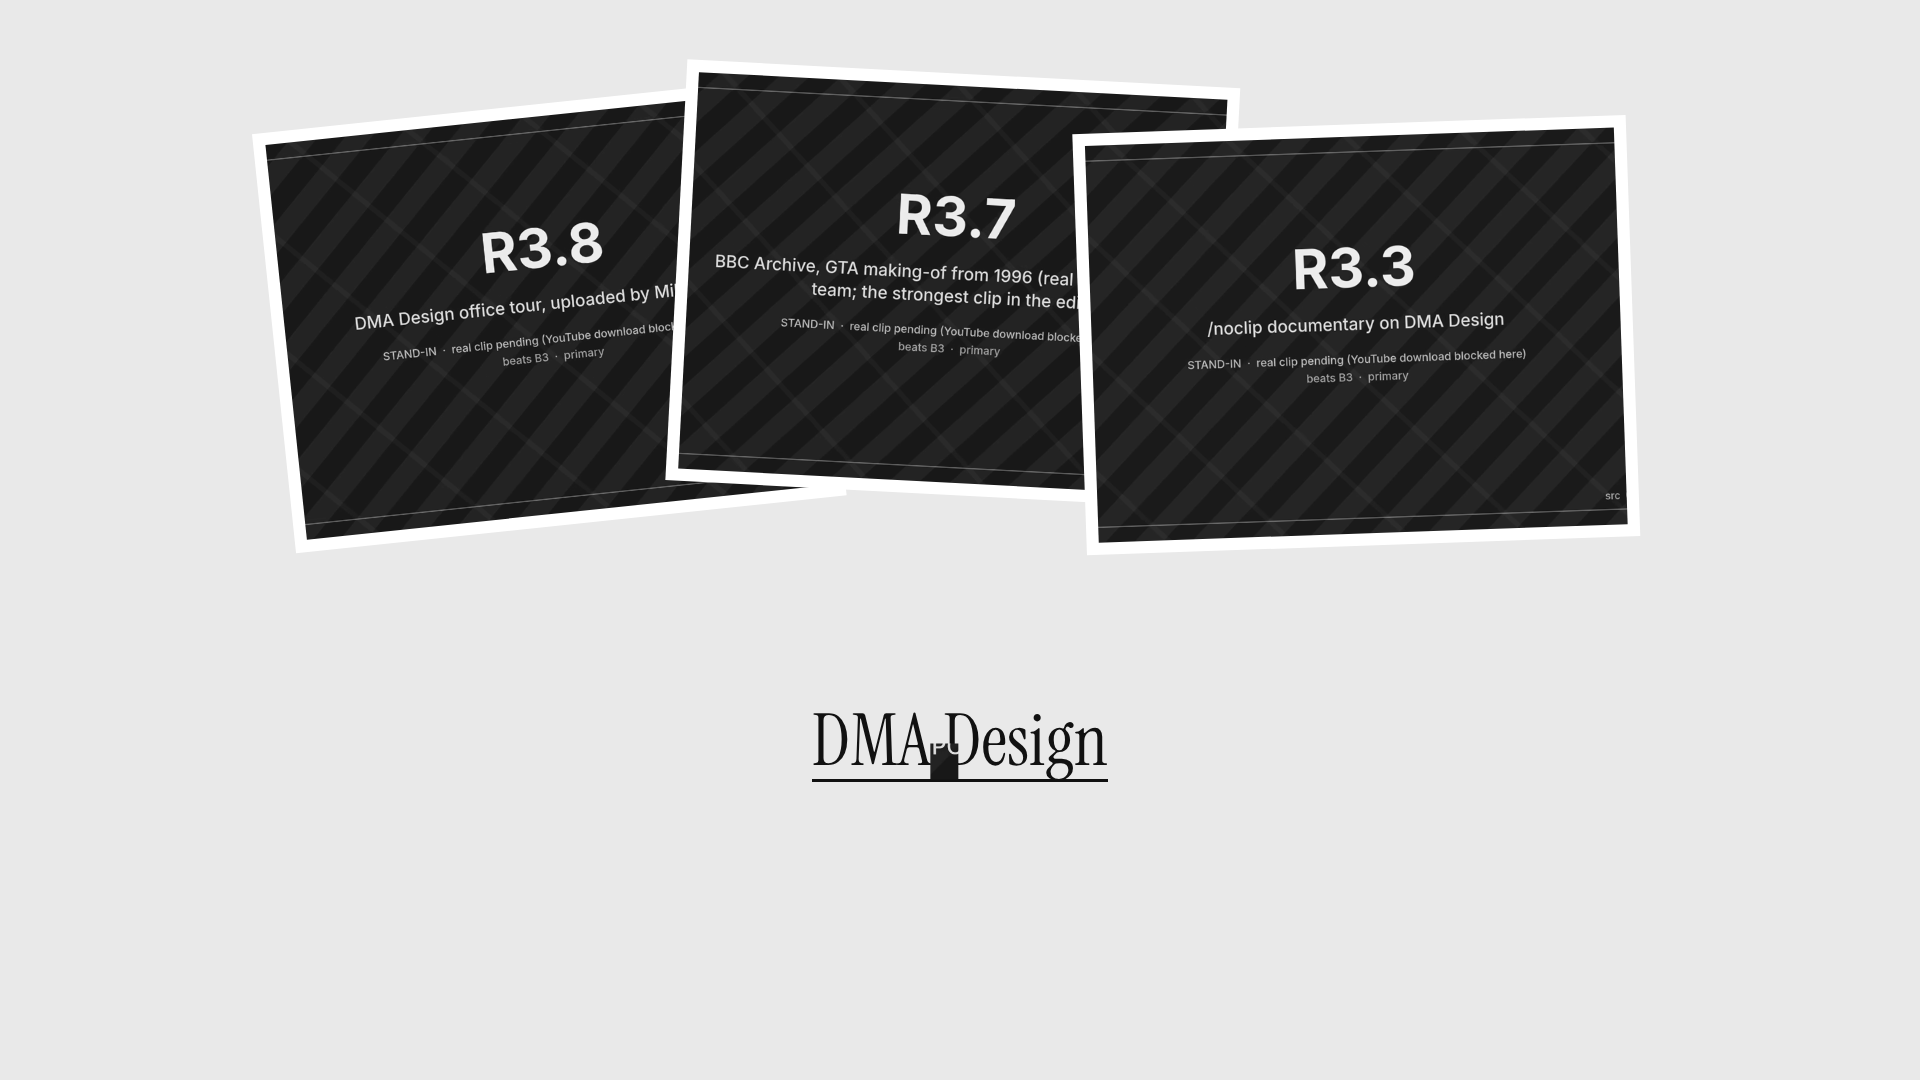 R3.8
DMA Design office tour, uploaded by
STAND-IN · real clip pending (YouTube download
beats B3 · primary
R3.7
BBC Archive, GTA making-of from 1996 (real
team; the strongest clip in the
STAND-IN · real clip pending (YouTube download
beats B3 · primary
R3.3
/noclip documentary on DMA Design
STAND-IN · real clip pending (YouTube download blocked here)
beats B3 · primary
src
DMA Design